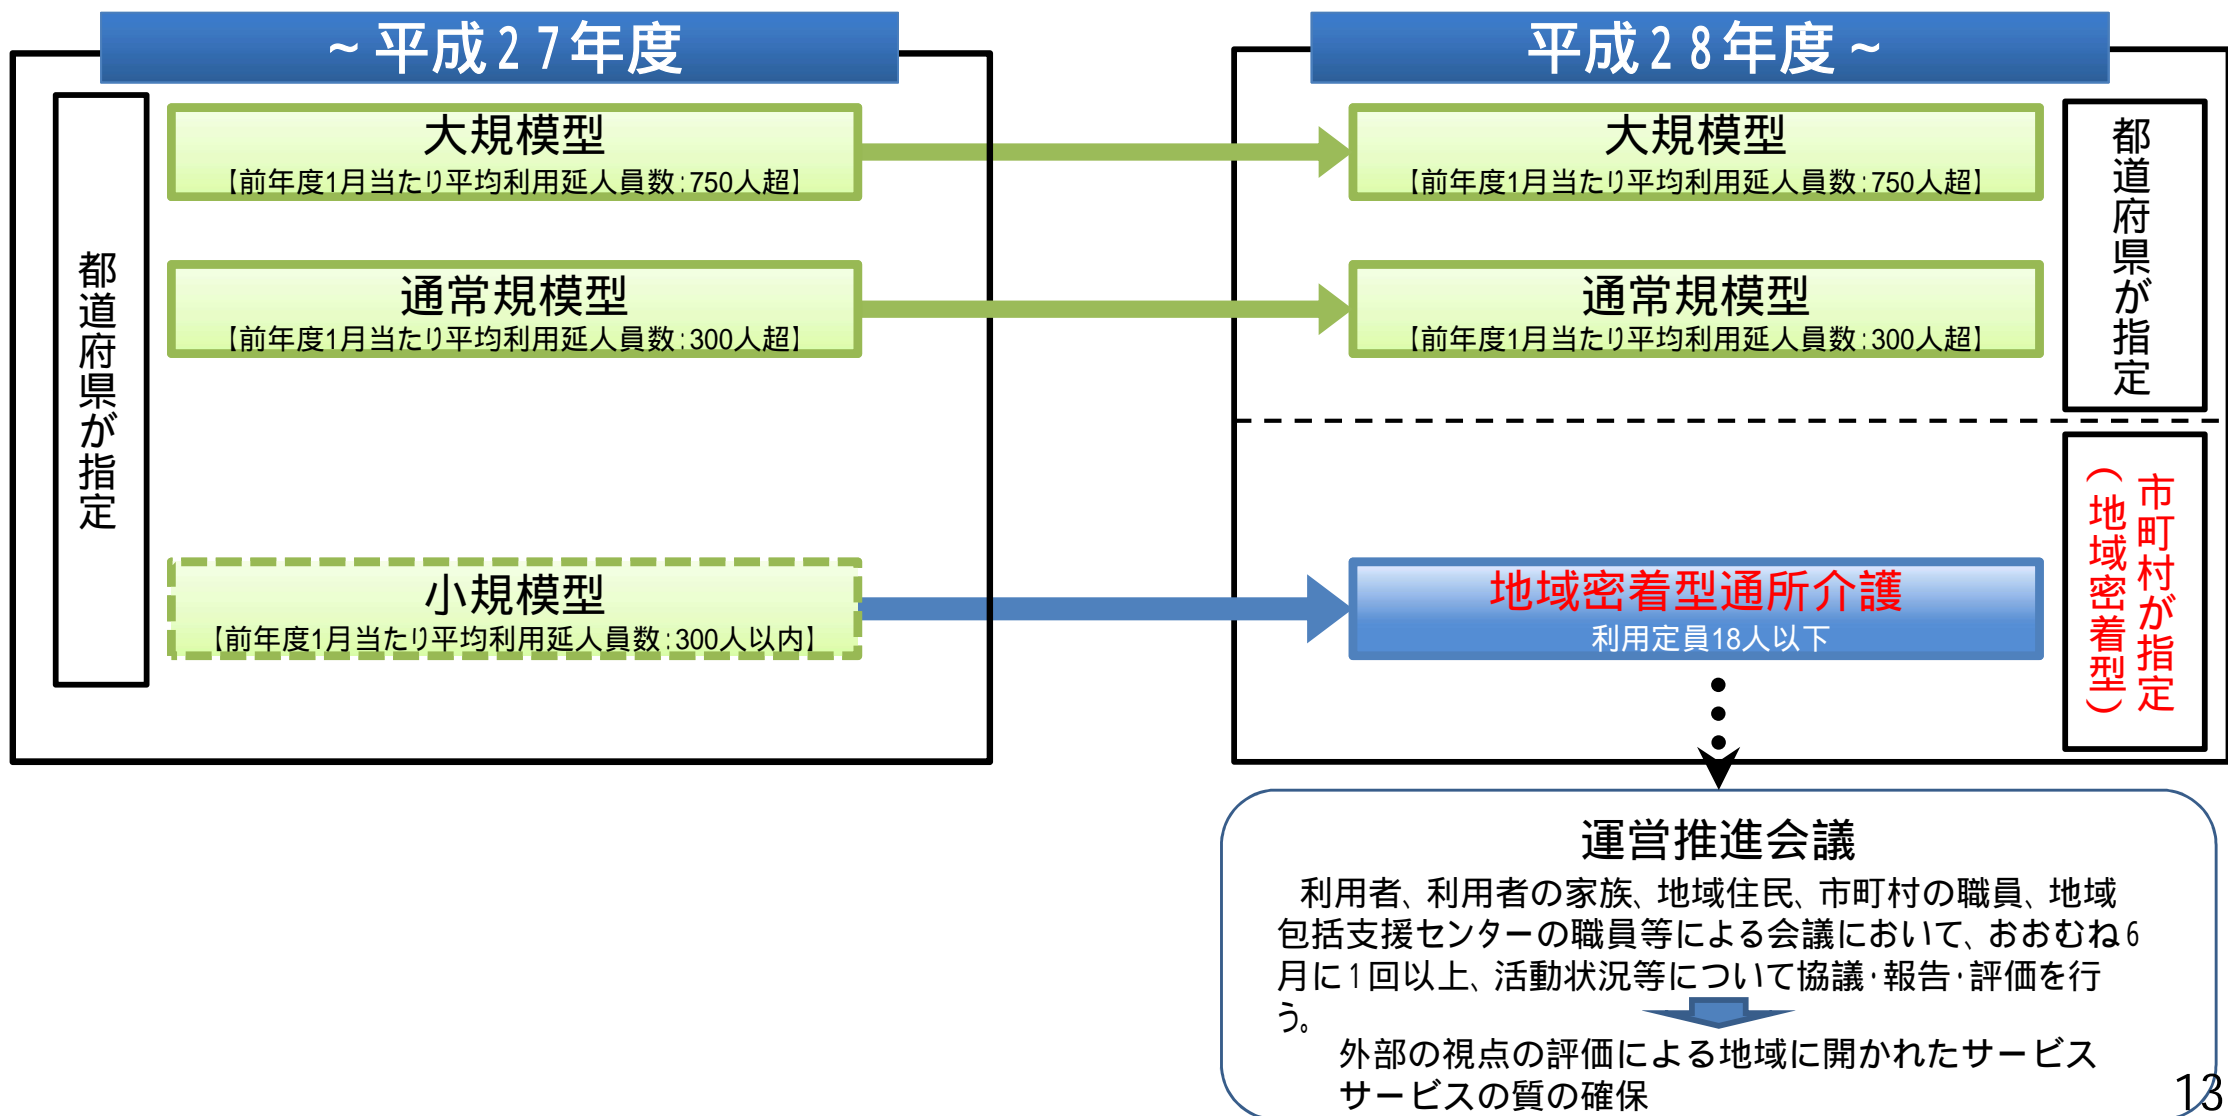 ~平成27年度
都道府県が指定
大規模型
【前年度1月当たり平均利用延人員数:750人超】
通常規模型
【前年度1月当たり平均利用延人員数:300人超】
小規模型
【前年度1月当たり平均利用延人員数:300人以内】
平成28年度~
大規模型
【前年度1月当たり平均利用延人員数:750人超】
通常規模型
【前年度1月当たり平均利用延人員数:300人超】
都道府県が指定
地域密着型通所介護
利用定員18人以下
市町村が指定
(地域密着型)
運営推進会議
利用者、利用者の家族、地域住民、市町村の職員、地域
包括支援センターの職員等による会議において、おおむね6
月に1回以上、活動状況等について協議・報告・評価を行
う。
外部の視点の評価による地域に開かれたサービス
サービスの質の確保
13